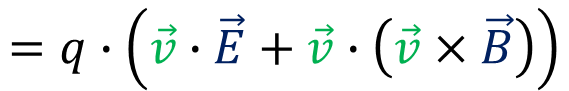 = q · (v⃗ · E⃗ + v⃗ · (v⃗ × B⃗))